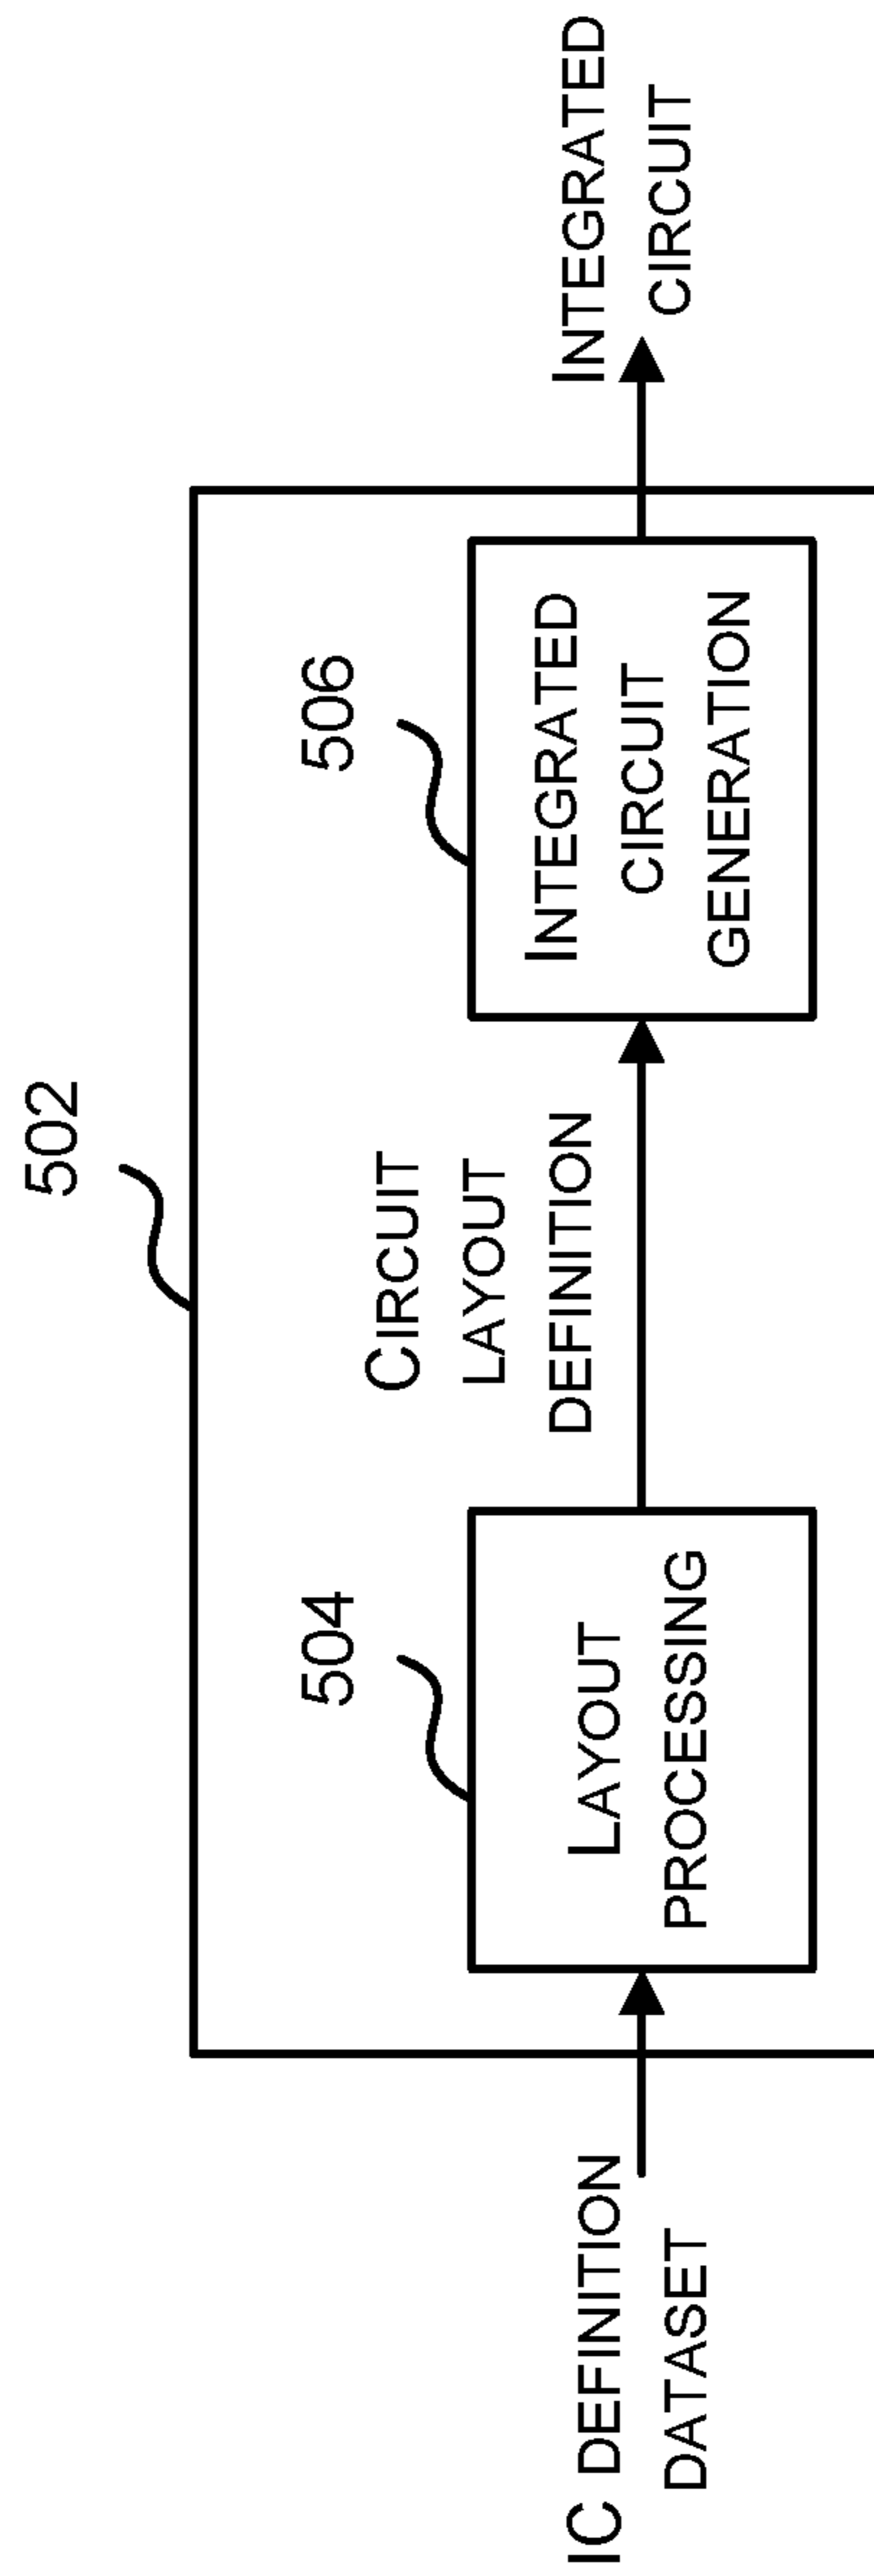 502
504
506
IC DEFINITION
DATASET
LAYOUT
PROCESSING
CIRCUIT
LAYOUT
DEFINITION
INTEGRATED
CIRCUIT
GENERATION
INTEGRATED
CIRCUIT